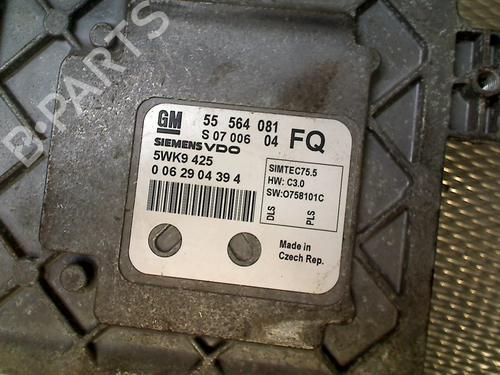 B-PARTS
GM 55 564 081
S 07 006 04 FQ
SIEMENS VDO
5WK9 425
0 06 29 04 39 4
SIMTEC75.5
HW: C3.0
SW:O758101C
DLS
PLS
Made in
Czech Rep.